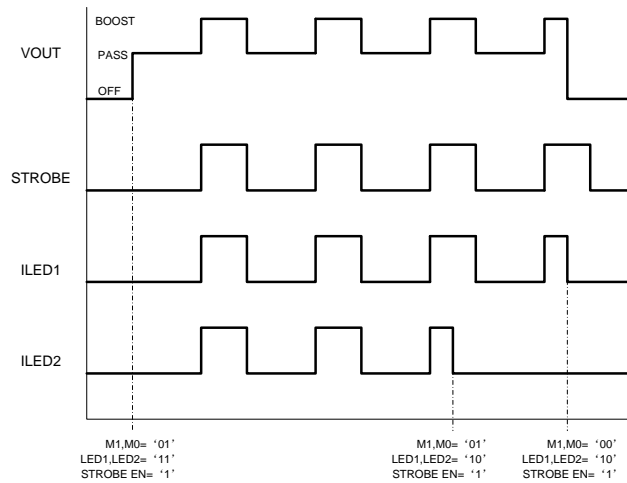 BOOST
VOUT
PASS
OFF
STROBE
ILED1
ILED2
M1,M0= ‘01’
LED1,LED2= ‘11’
STROBE EN= ‘1’
M1,M0= ‘01’
LED1,LED2= ‘10’
STROBE EN= ‘1’
M1,M0= ‘00’
LED1,LED2= ‘10’
STROBE EN= ‘1’